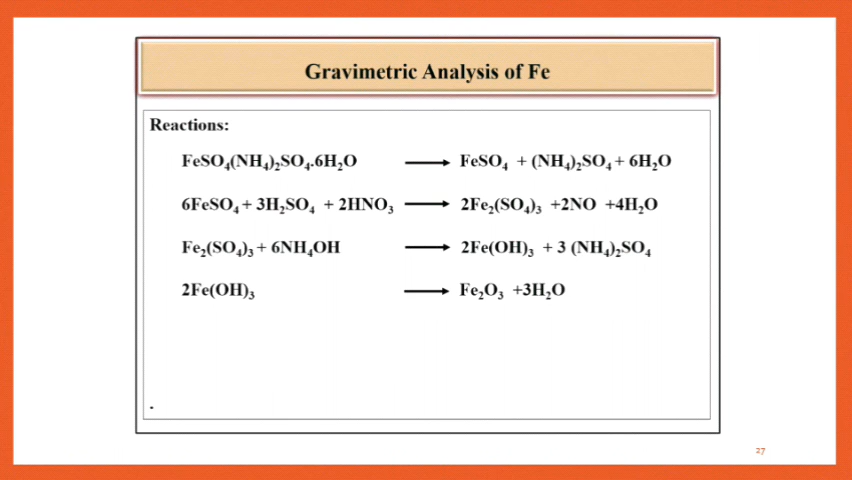 Gravimetric Analysis of Fe
Reactions:
FeSO₄(NH₄)₂SO₄.6H₂O ⟶ FeSO₄ + (NH₄)₂SO₄ + 6H₂O
6FeSO₄ + 3H₂SO₄ + 2HNO₃ ⟶ 2Fe₂(SO₄)₃ +2NO +4H₂O
Fe₂(SO₄)₃ + 6NH₄OH ⟶ 2Fe(OH)₃ + 3 (NH₄)₂SO₄
2Fe(OH)₃ ⟶ Fe₂O₃ +3H₂O
.
27